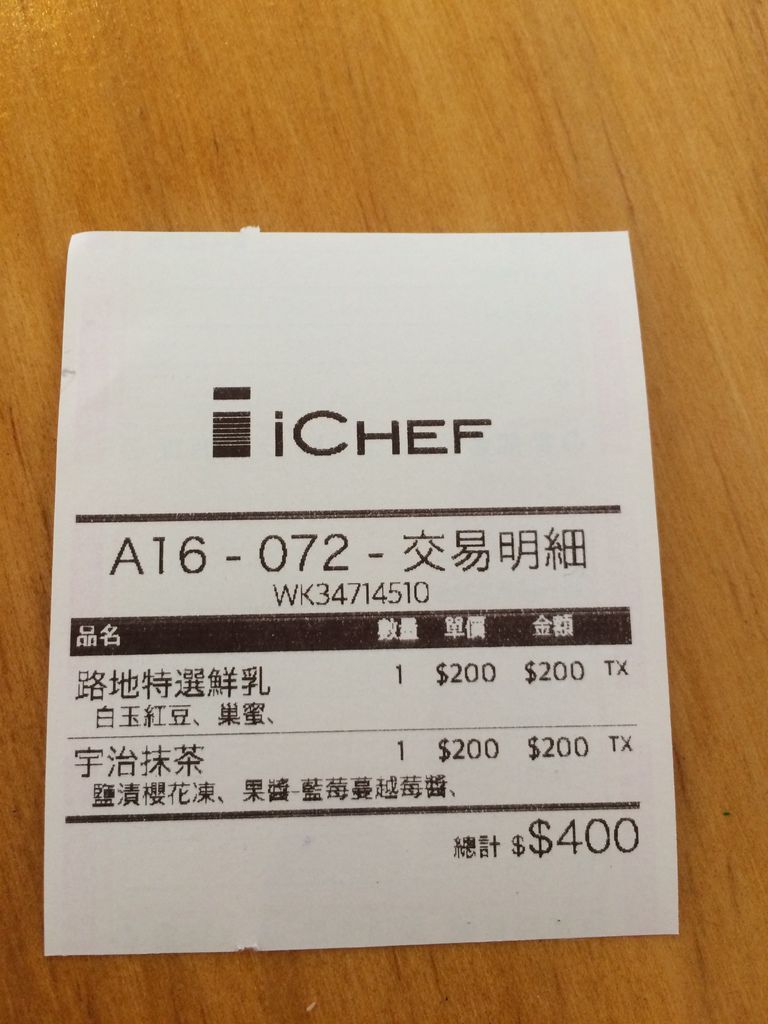 iCHEF
A16 - 072 - 交易明細
WK34714510
品名 數量 單價 金額
路地特選鮮乳 1 $200 $200 TX
白玉紅豆、巢蜜、
宇治抹茶 1 $200 $200 TX
鹽漬櫻花凍、果醬-藍莓蔓越莓醬、
總計 $$400